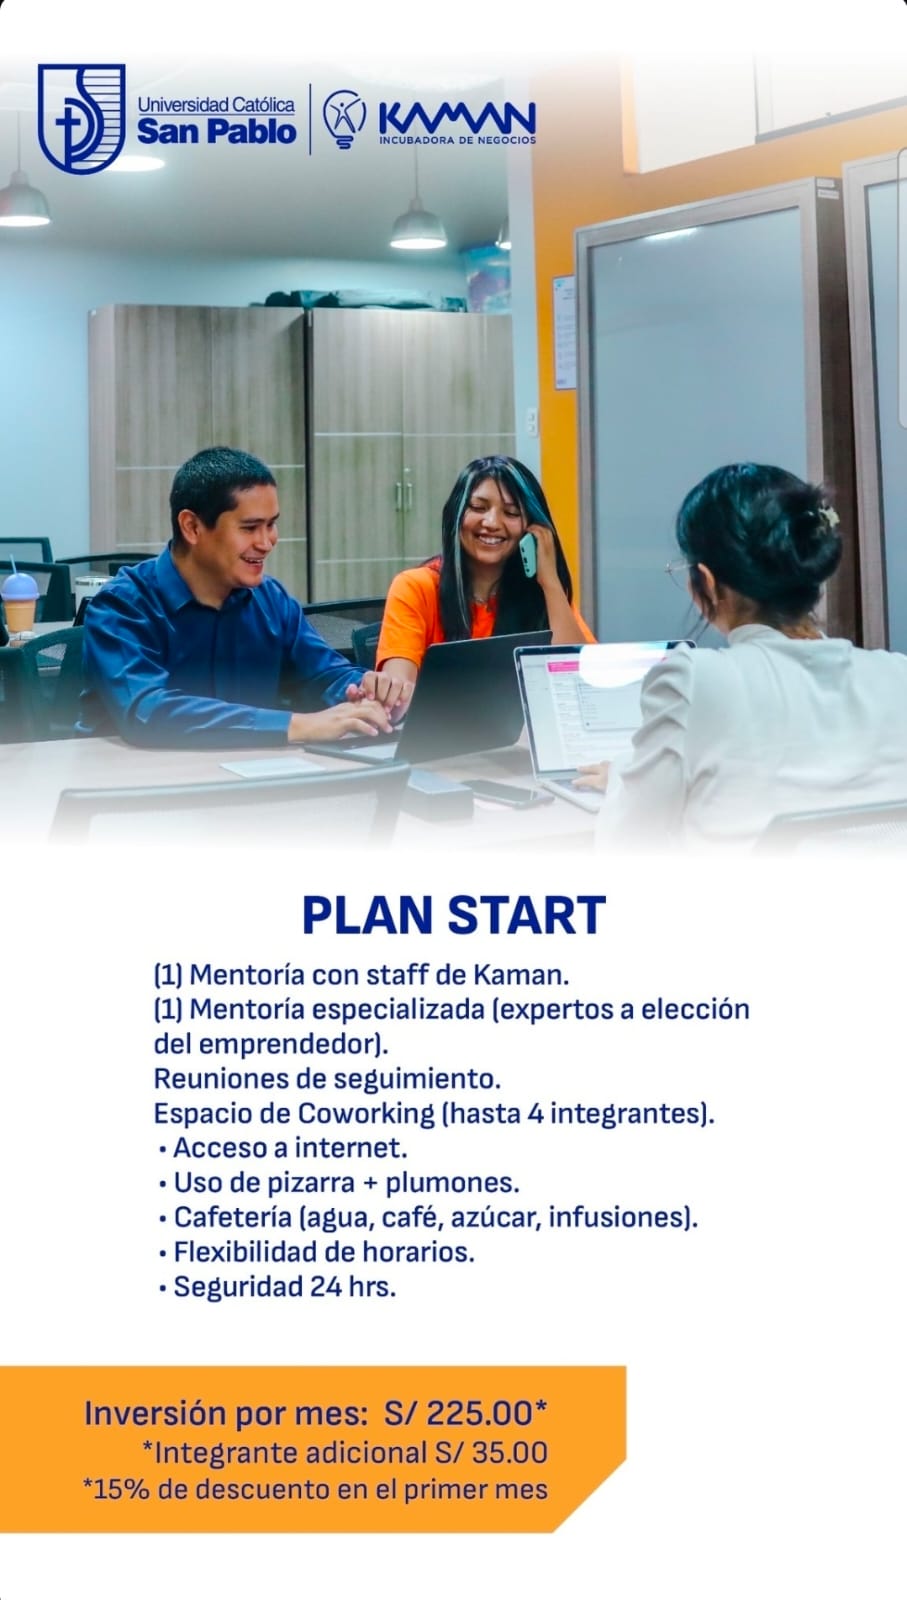 Universidad Católica
San Pablo
KAMAN
INCUBADORA DE NEGOCIOS
PLAN START
(1) Mentoría con staff de Kaman.
(1) Mentoría especializada (expertos a elección
del emprendedor).
Reuniones de seguimiento.
Espacio de Coworking (hasta 4 integrantes).
• Acceso a internet.
• Uso de pizarra + plumones.
• Cafetería (agua, café, azúcar, infusiones).
• Flexibilidad de horarios.
• Seguridad 24 hrs.
Inversión por mes: S/ 225.00*
*Integrante adicional S/ 35.00
*15% de descuento en el primer mes